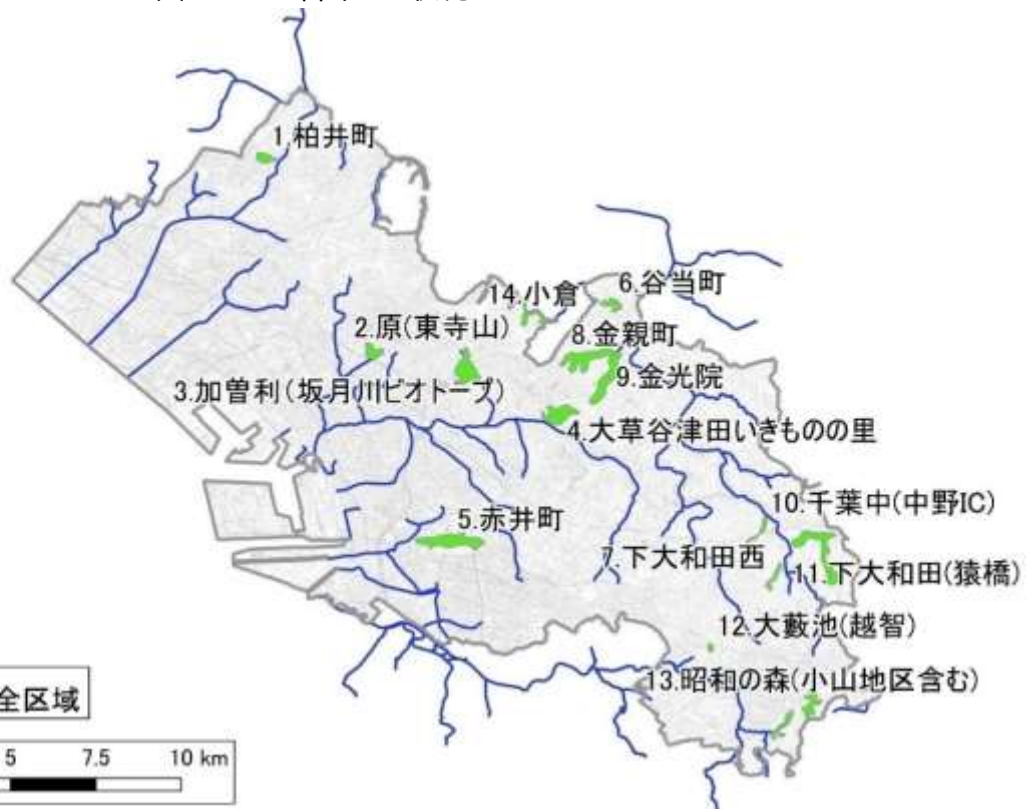 1.柏井町
14.小倉
6.谷当町
2.原(東寺山)
8.金親町
9.金光院
3.加曽利(坂月川ビオトープ)
4.大草谷津田いきものの里
10.千葉中(中野IC)
5.赤井町
7.下大和田西
11.下大和田(猿橋)
12.大藪池(越智)
13.昭和の森(小山地区含む)
全区域
5 7.5 10 km